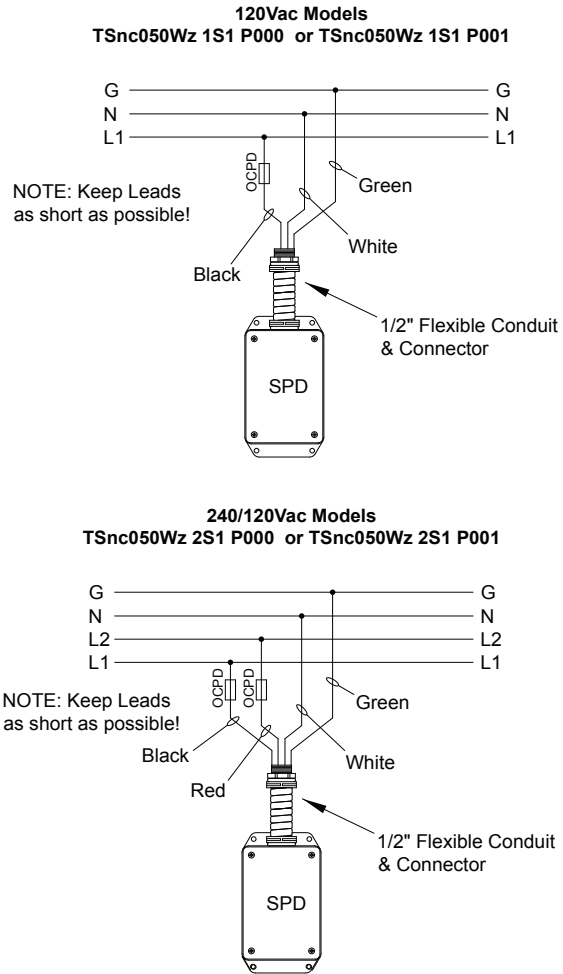 120Vac Models
TSnc050Wz 1S1 P000 or TSnc050Wz 1S1 P001
G G
N N
L1 L1
OCPD
NOTE: Keep Leads
as short as possible!
Green
White
Black
1/2" Flexible Conduit
& Connector
SPD
240/120Vac Models
TSnc050Wz 2S1 P000 or TSnc050Wz 2S1 P001
G G
N N
L2 L2
L1 L1
OCPD OCPD
NOTE: Keep Leads
as short as possible!
Green
Black
White
Red
1/2" Flexible Conduit
& Connector
SPD